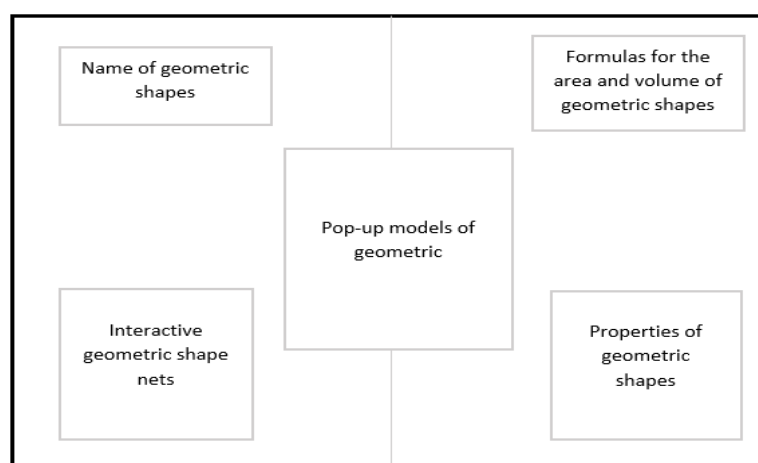 Name of geometric
shapes
Formulas for the
area and volume of
geometric shapes
Pop-up models of
geometric
Interactive
geometric shape
nets
Properties of
geometric
shapes